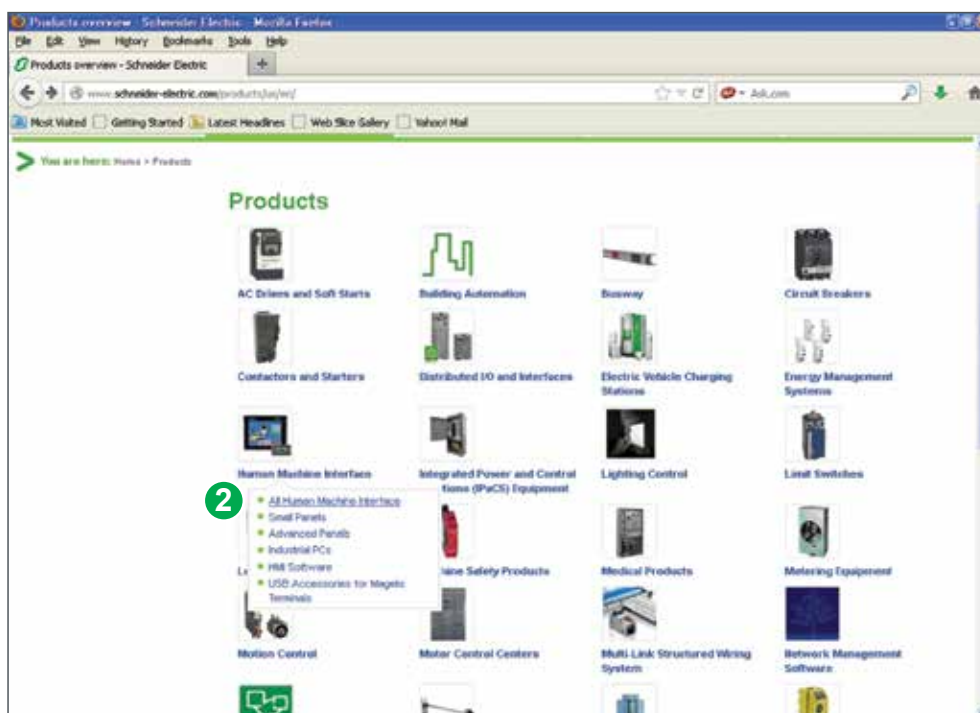 Products overview - Schneider Electric - Mozilla Firefox
File Edit View History Bookmarks Tools Help
Products overview - Schneider Electric +
www.schneider-electric.com/products/us/en/
Ask.com
Most Visited Getting Started Latest Headlines Web Slice Gallery Yahoo! Mail
You are here: Home > Products
Products
AC Drives and Soft Starts
Building Automation
Busway
Circuit Breakers
Contactors and Starters
Distributed I/O and Interfaces
Electric Vehicle Charging
Stations
Energy Management
Systems
Human Machine Interface
Integrated Power and Control
tions (IPaCS) Equipment
Lighting Control
Limit Switches
2
All Human Machine Interface
Small Panels
Advanced Panels
Industrial PCs
HMI Software
USB Accessories for Magelis
Terminals
ine Safety Products
Medical Products
Metering Equipment
Motion Control
Motor Control Centers
Multi-Link Structured Wiring
System
Network Management
Software